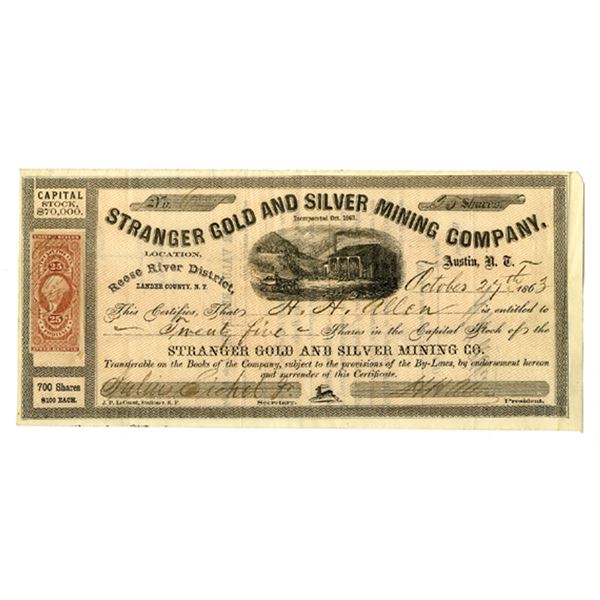 CAPITAL
STOCK,
$70,000.
No.
25 Shares.
STRANGER GOLD AND SILVER MINING COMPANY.
Incorporated Oct. 1863.
LOCATION,
Reese River District,
LANDER COUNTY, N. T.
Austin, N. T.
October 27th 1863
25
25
This Certifies, That H. H. Allen is entitled to
Twenty five Shares in the Capital Stock of the
STRANGER GOLD AND SILVER MINING CO.
Transferable on the Books of the Company, subject to the provisions of the By-Laws, by endorsement hereon
and surrender of this Certificate.
700 Shares
$100 EACH.
J. P. LeCount, Stationer, S. F.
Secretary.
President.